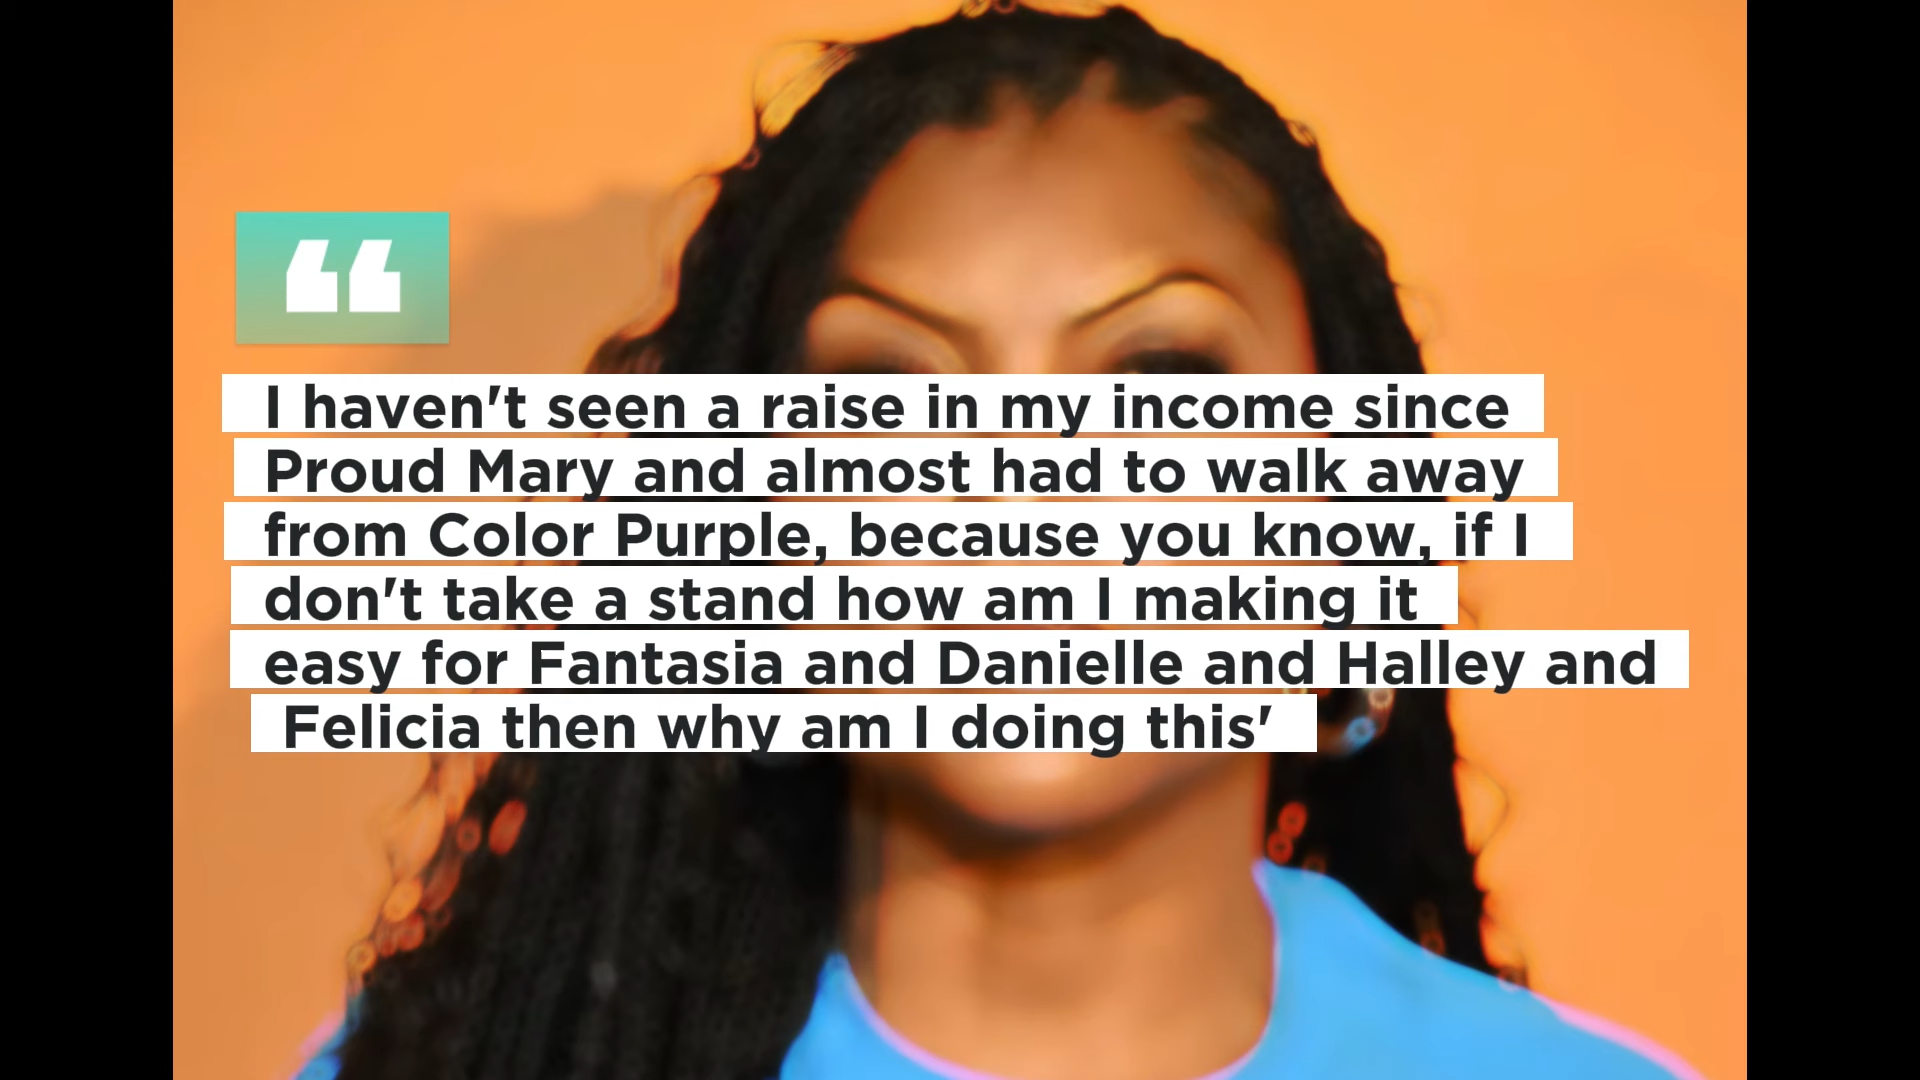 “
I haven't seen a raise in my income since
Proud Mary and almost had to walk away
from Color Purple, because you know, if I
don't take a stand how am I making it
easy for Fantasia and Danielle and Halley and
Felicia then why am I doing this'